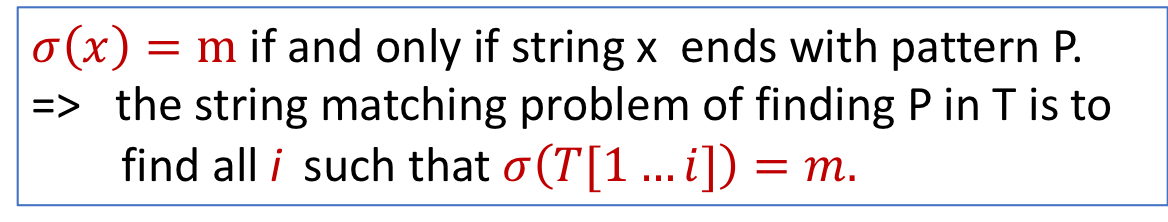 σ(x) = m if and only if string x ends with pattern P.
=> the string matching problem of finding P in T is to
find all i such that σ(T[1 ... i]) = m.